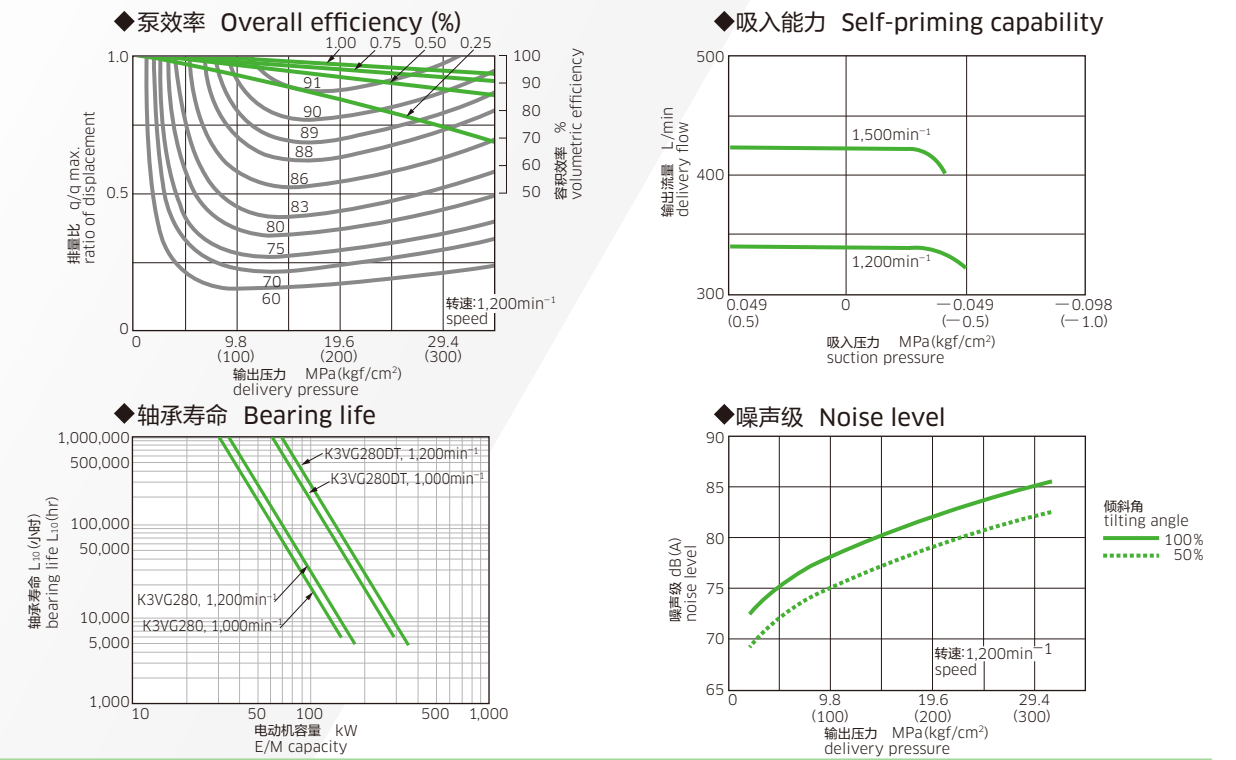 ◆泵效率 Overall efficiency (%)
1.00 0.75 0.50 0.25
1.0
0.5
0
排量比 q/q max.
ratio of displacement
91
90
89
88
86
83
80
75
70
60
100
90
80
70
60
50
容积效率 %
volumetric efficiency
转速:1,200min⁻¹
speed
0 9.8 19.6 29.4
(100) (200) (300)
输出压力 MPa(kgf/cm²)
delivery pressure
◆吸入能力 Self-priming capability
500
400
300
输出流量 L/min
delivery flow
1,500min⁻¹
1,200min⁻¹
0.049 0 −0.049 −0.098
(0.5) (−0.5) (−1.0)
吸入压力 MPa(kgf/cm²)
suction pressure
◆轴承寿命 Bearing life
1,000,000
500,000
100,000
50,000
10,000
5,000
1,000
轴承寿命 L₁₀(小时)
bearing life L₁₀(hr)
K3VG280DT, 1,200min⁻¹
K3VG280DT, 1,000min⁻¹
K3VG280, 1,200min⁻¹
K3VG280, 1,000min⁻¹
10 50 100 500 1,000
电动机容量 kW
E/M capacity
◆噪声级 Noise level
90
85
80
75
70
65
噪声级 dB(A)
noise level
转速:1,200min⁻¹
speed
0 9.8 19.6 29.4
(100) (200) (300)
输出压力 MPa(kgf/cm²)
delivery pressure
倾斜角
tilting angle
100%
50%